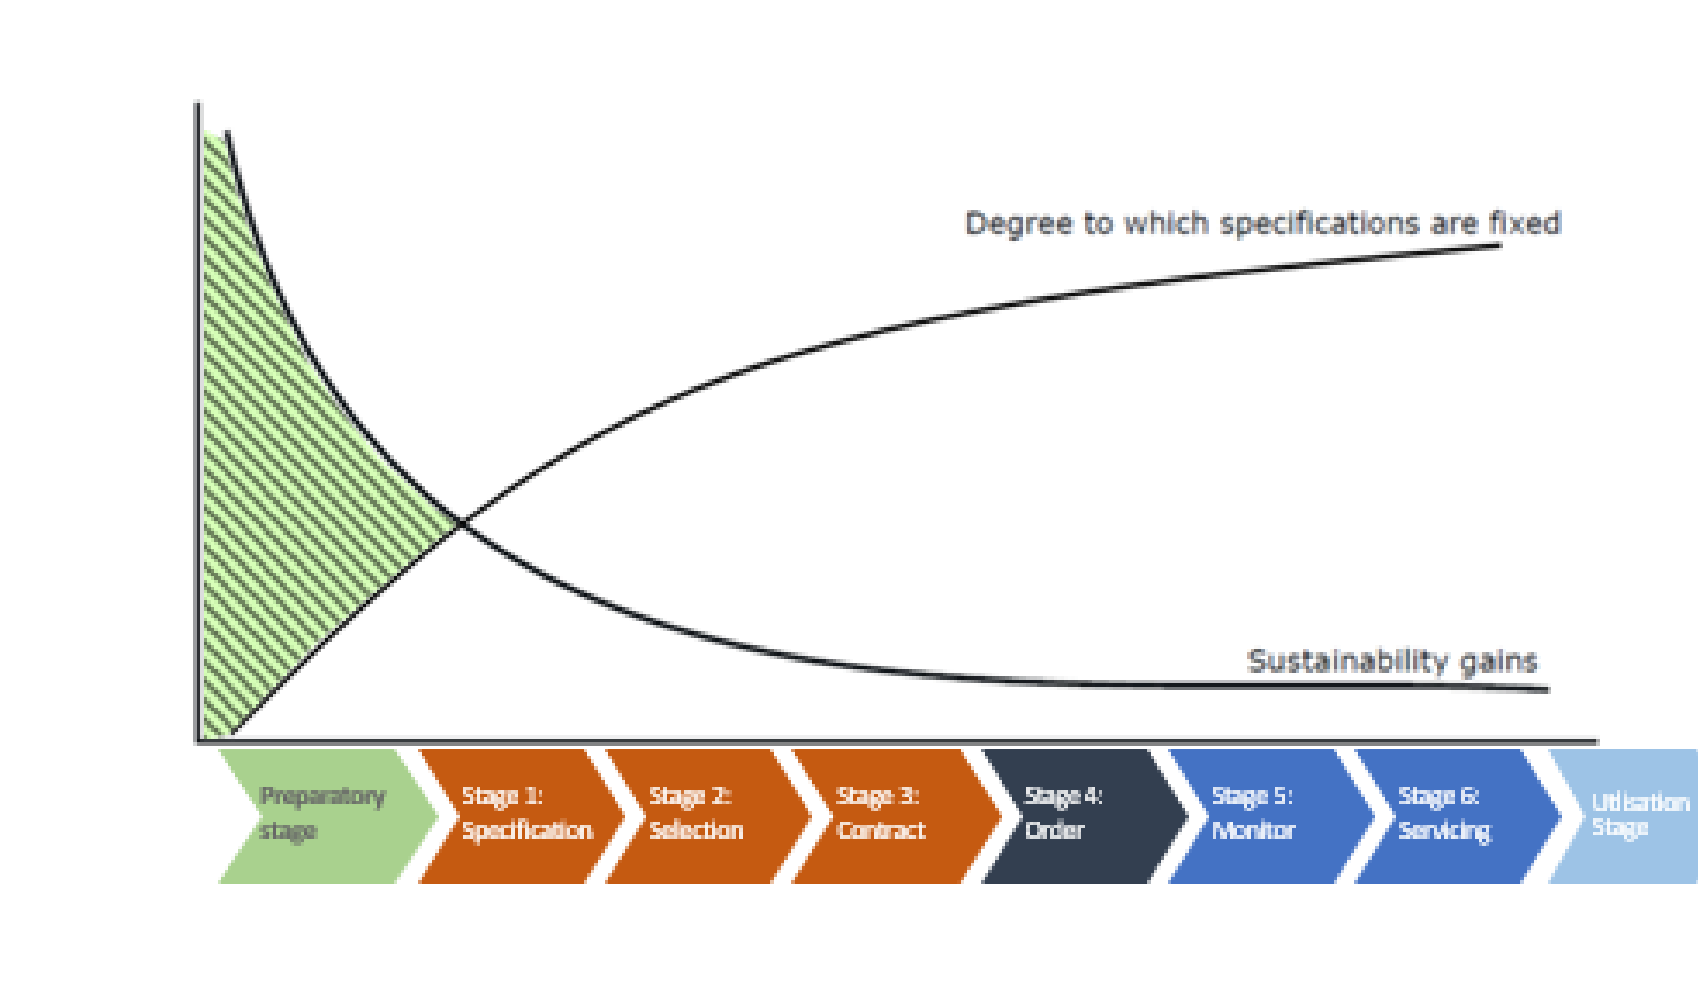 Degree to which specifications are fixed
Sustainability gains
Preparatory
stage
Stage 1:
Specification
Stage 2:
Selection
Stage 3:
Contract
Stage 4:
Order
Stage 5:
Monitor
Stage 6:
Servicing
Utilisation
Stage